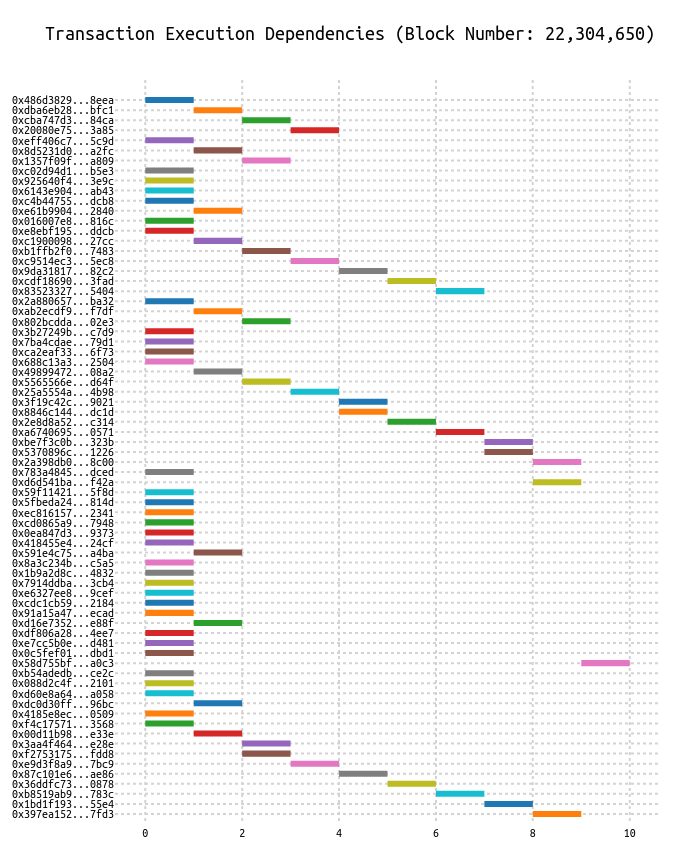 Transaction Execution Dependencies (Block Number: 22,304,650)
0x486d3829...8eea
0xdba6eb28...bfc1
0xcba747d3...84ca
0x20080e75...3a85
0xeff406c7...5c9d
0x8d5231d0...a2fc
0x1357f09f...a809
0xc02d94d1...b5e3
0x925640f4...3e9c
0x6143e904...ab43
0xc4b44755...dcb8
0xe61b9904...2840
0x016007e8...816c
0xe8ebf195...ddcb
0xc1900098...27cc
0xb1ffb2f0...7483
0xc9514ec3...5ec8
0x9da31817...82c2
0xcdf18690...3fad
0x83523327...5404
0x2a880657...ba32
0xab2ecdf9...f7df
0x802bcdda...02e3
0x3b27249b...c7d9
0x7ba4cdae...79d1
0xca2eaf33...6f73
0x688c13a3...2504
0x49899472...08a2
0x5565566e...d64f
0x25a5554a...4b98
0x3f19c42c...9021
0x8846c144...dc1d
0x2e8d8a52...c314
0xa6740695...0571
0xbe7f3c0b...323b
0x5370896c...1226
0x2a398db0...8c00
0x783a4845...dced
0xd6d541ba...f42a
0x59f11421...5f8d
0x5fbeda24...814d
0xec816157...2341
0xcd0865a9...7948
0x0ea847d3...9373
0x418455e4...24cf
0x591e4c75...a4ba
0x8a3c234b...c5a5
0x1b9a2d8c...4832
0x7914ddba...3cb4
0xe6327ee8...9cef
0xcdc1cb59...2184
0x91a15a47...ecad
0xd16e7352...e88f
0xdf806a28...4ee7
0xe7cc5b0e...d481
0x0c5fef01...dbd1
0x58d755bf...a0c3
0xb54adedb...ce2c
0x088d2c4f...2101
0xd60e8a64...a058
0xdc0d30ff...96bc
0x4185e8ec...0509
0xf4c17571...3568
0x00d11b98...e33e
0x3aa4f464...e28e
0xf2753175...fdd8
0xe9d3f8a9...7bc9
0x87c101e6...ae86
0x36ddfc73...0878
0xb8519ab9...783c
0x1bd1f193...55e4
0x397ea152...7fd3
0 2 4 6 8 10